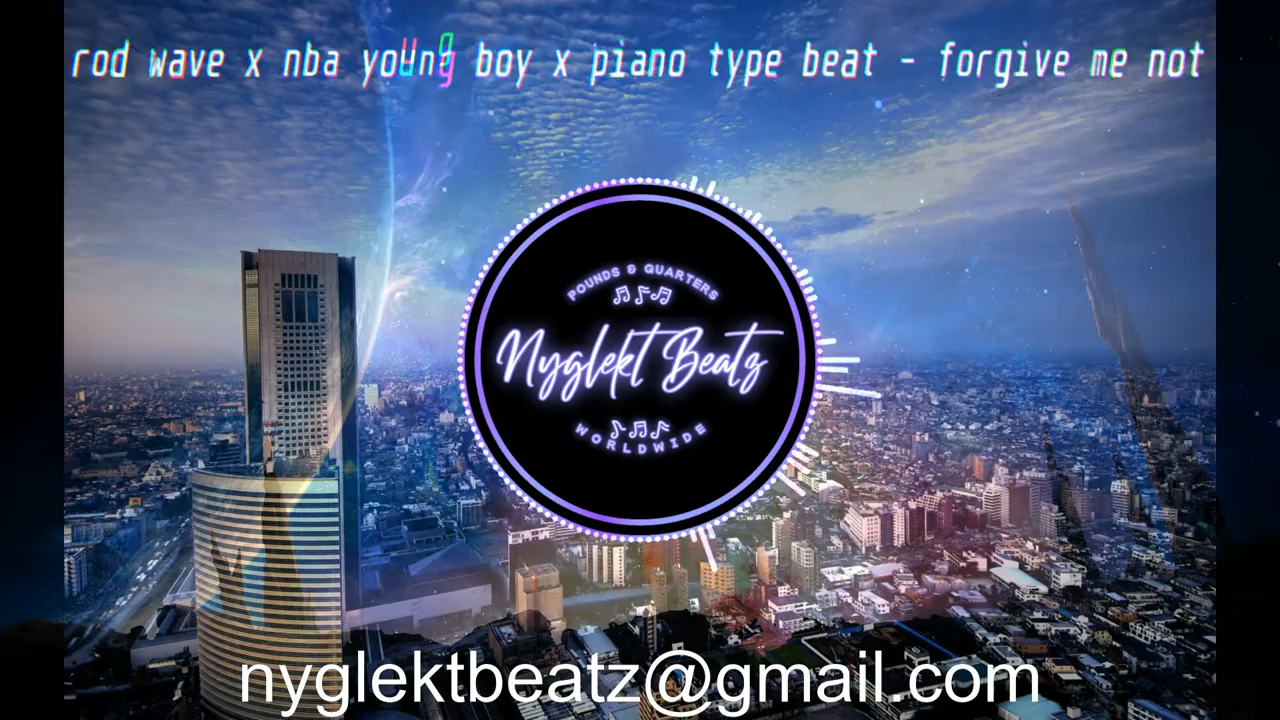 rod wave x nba young boy x piano type beat - forgive me not
POUNDS & QUARTERS
Nyglekt Beatz
WORLDWIDE
nyglektbeatz@gmail.com